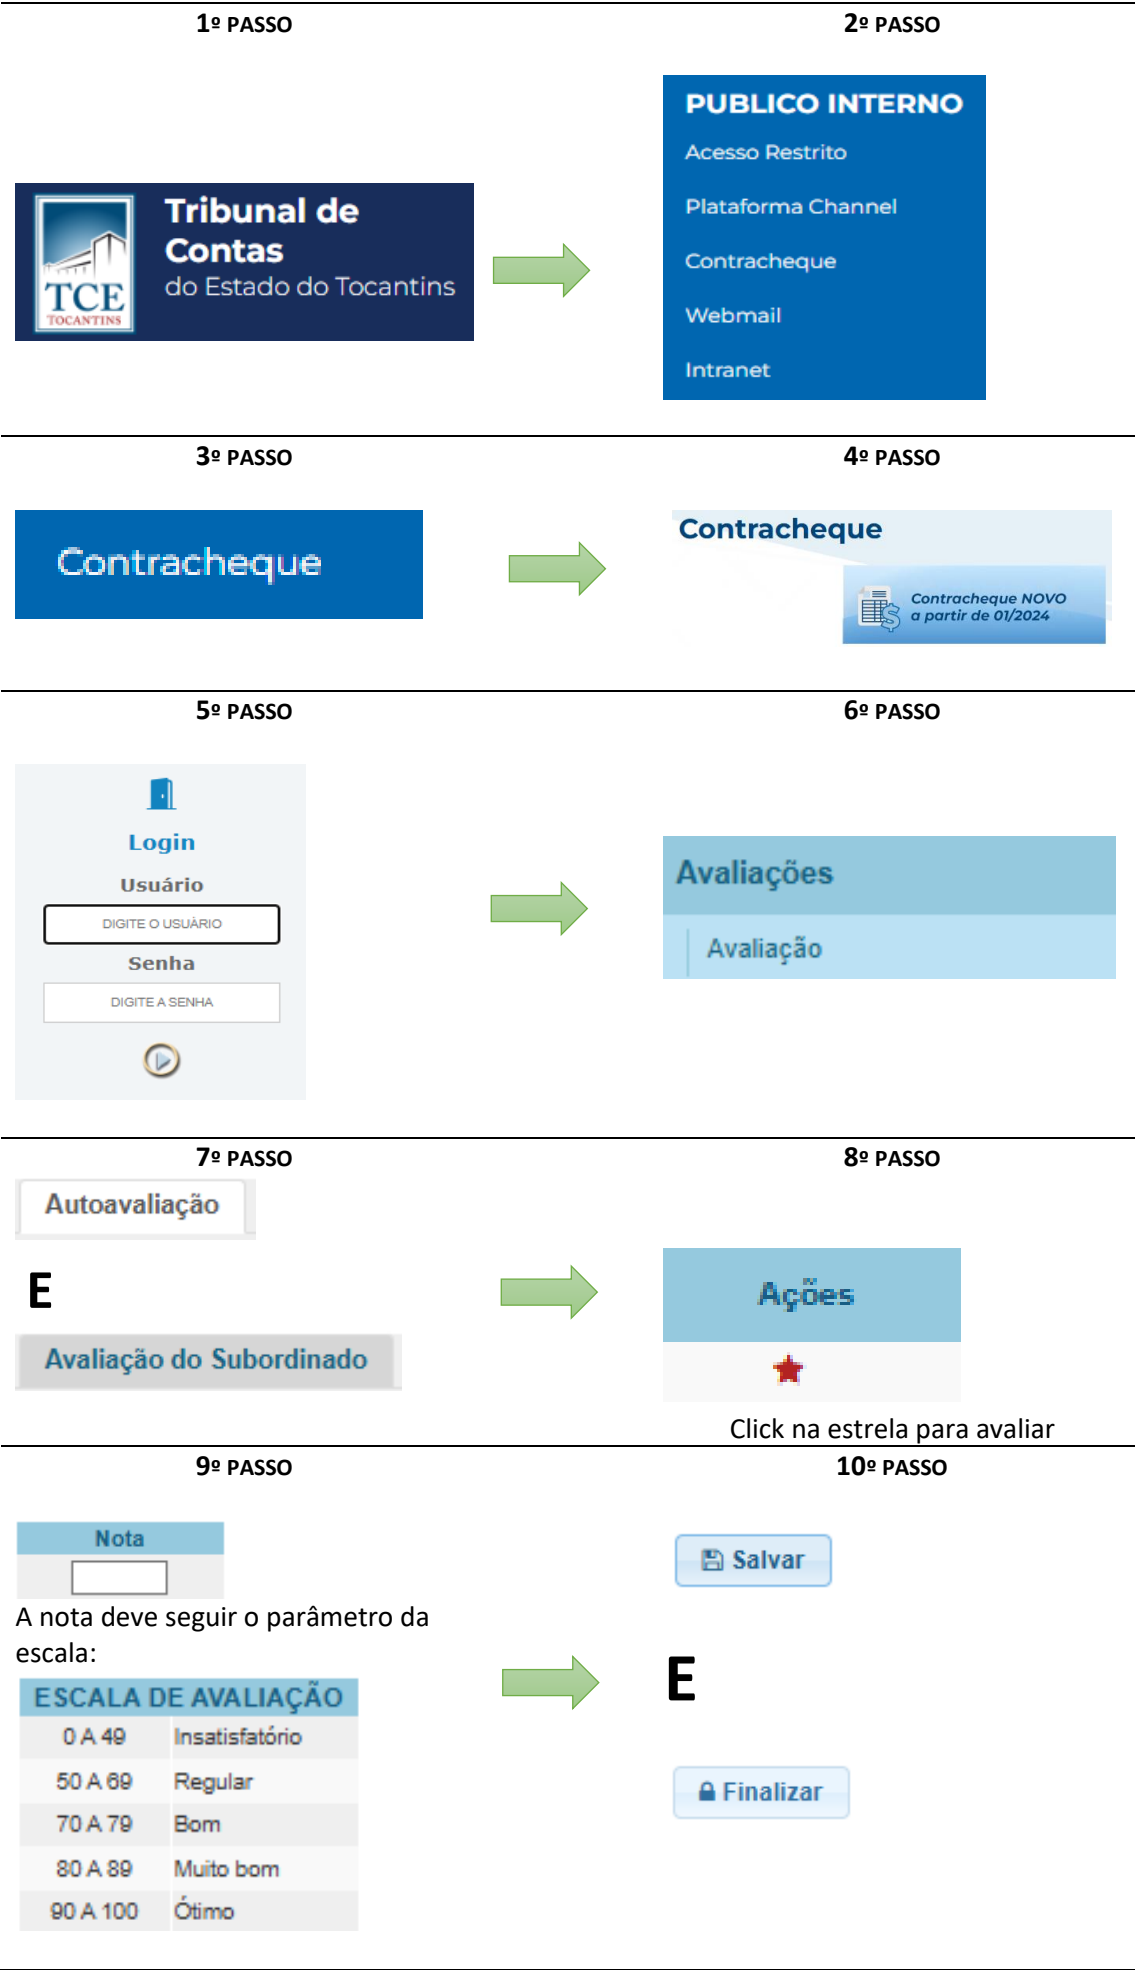 1º PASSO
2º PASSO
Tribunal de
Contas
do Estado do Tocantins
TCE
TOCANTINS
PUBLICO INTERNO
Acesso Restrito
Plataforma Channel
Contracheque
Webmail
Intranet
3º PASSO
4º PASSO
Contracheque
Contracheque
Contracheque NOVO
a partir de 01/2024
5º PASSO
6º PASSO
Login
Usuário
DIGITE O USUÁRIO
Senha
DIGITE A SENHA
Avaliações
Avaliação
7º PASSO
8º PASSO
Autoavaliação
E
Avaliação do Subordinado
Ações
Click na estrela para avaliar
9º PASSO
10º PASSO
Nota
A nota deve seguir o parâmetro da
escala:
ESCALA DE AVALIAÇÃO
0 A 49 Insatisfatório
50 A 69 Regular
70 A 79 Bom
80 A 89 Muito bom
90 A 100 Ótimo
Salvar
E
Finalizar